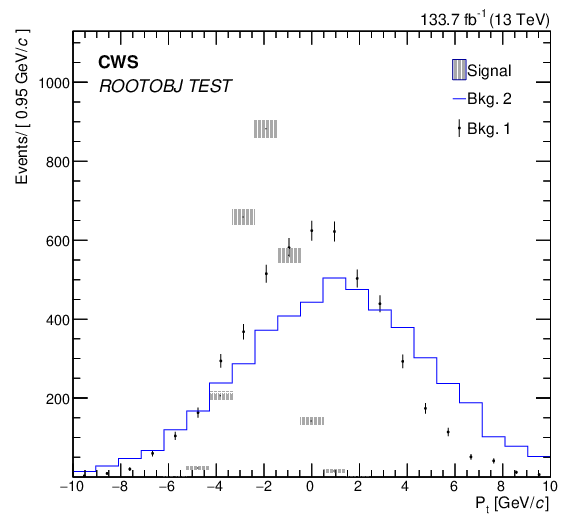 133.7 fb⁻¹ (13 TeV)
Events/ [ 0.95 GeV/c ]
CWS
ROOTOBJ TEST
Signal
Bkg. 2
Bkg. 1
1000
800
600
400
200
−10 −8 −6 −4 −2 0 2 4 6 8 10
Pt [GeV/c]